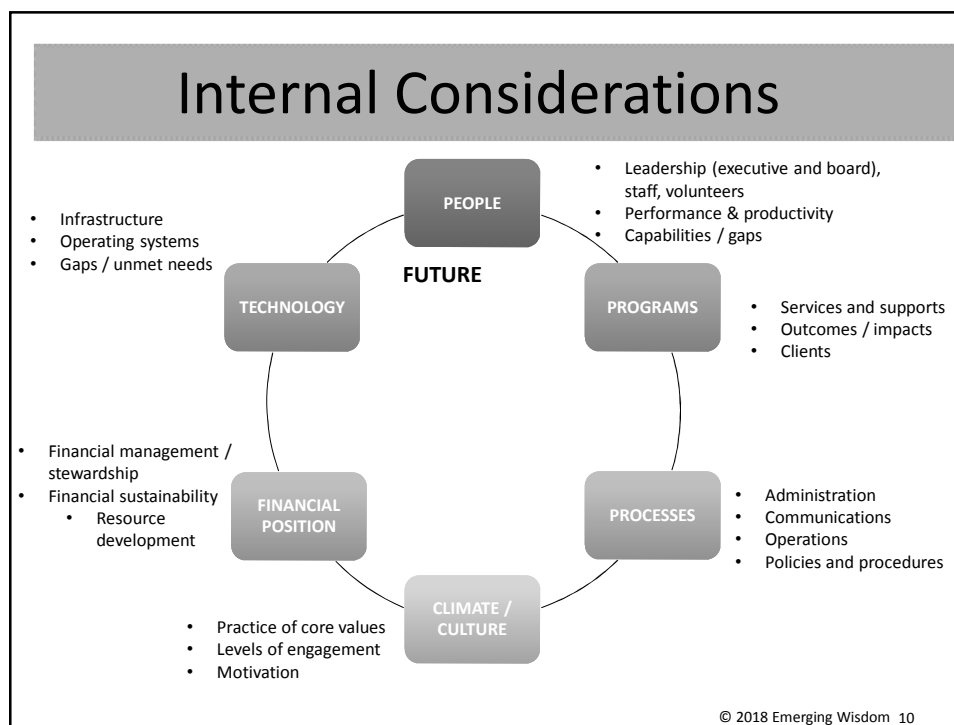 Internal Considerations
PEOPLE
• Leadership (executive and board),
staff, volunteers
• Performance & productivity
• Capabilities / gaps
• Infrastructure
• Operating systems
• Gaps / unmet needs
FUTURE
TECHNOLOGY
PROGRAMS
• Services and supports
• Outcomes / impacts
• Clients
• Financial management /
stewardship
• Financial sustainability
• Resource
development
FINANCIAL
POSITION
PROCESSES
• Administration
• Communications
• Operations
• Policies and procedures
CLIMATE /
CULTURE
• Practice of core values
• Levels of engagement
• Motivation
© 2018 Emerging Wisdom 10